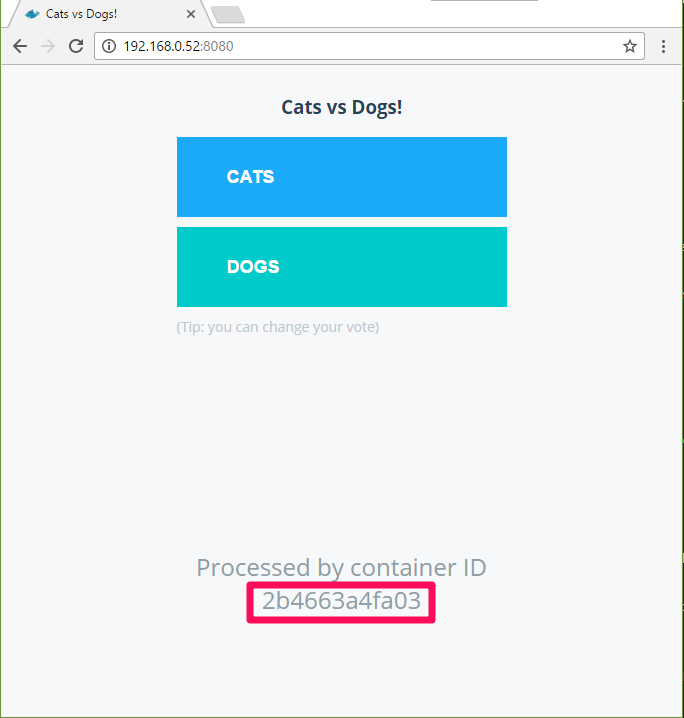 Cats vs Dogs!
192.168.0.52:8080
Cats vs Dogs!
CATS
DOGS
(Tip: you can change your vote)
Processed by container ID
2b4663a4fa03